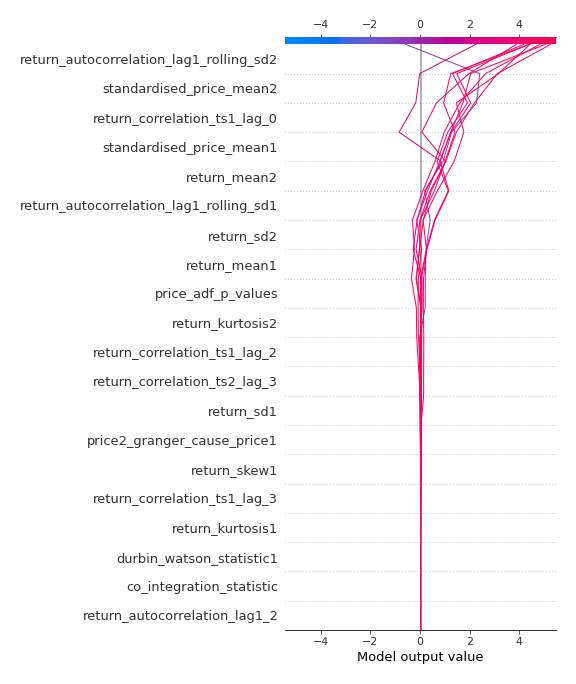 −4 −2 0 2 4
return_autocorrelation_lag1_rolling_sd2
standardised_price_mean2
return_correlation_ts1_lag_0
standardised_price_mean1
return_mean2
return_autocorrelation_lag1_rolling_sd1
return_sd2
return_mean1
price_adf_p_values
return_kurtosis2
return_correlation_ts1_lag_2
return_correlation_ts2_lag_3
return_sd1
price2_granger_cause_price1
return_skew1
return_correlation_ts1_lag_3
return_kurtosis1
durbin_watson_statistic1
co_integration_statistic
return_autocorrelation_lag1_2
−4 −2 0 2 4
Model output value